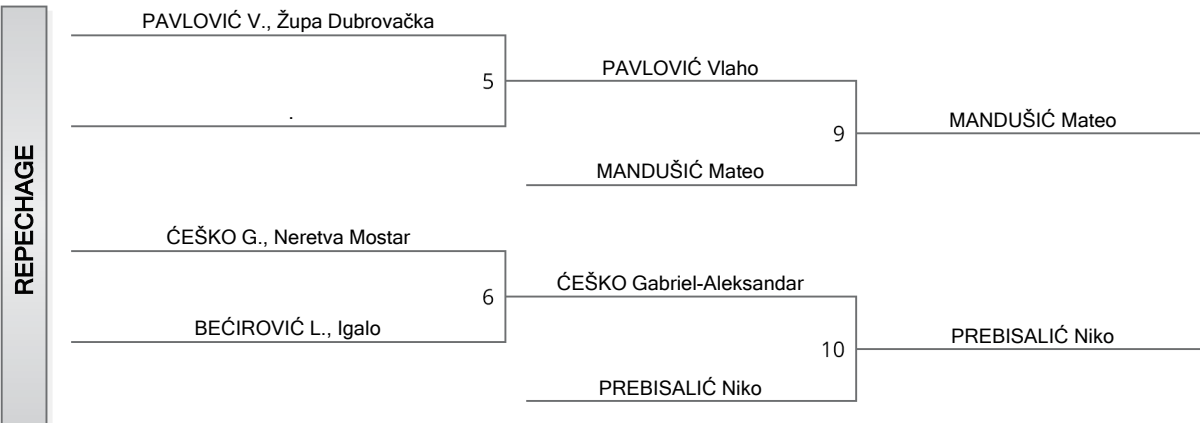 REPECHAGE
PAVLOVIĆ V., Župa Dubrovačka
5
.
PAVLOVIĆ Vlaho
9
MANDUŠIĆ Mateo
MANDUŠIĆ Mateo
ĆEŠKO G., Neretva Mostar
6
BEĆIROVIĆ L., Igalo
ĆEŠKO Gabriel-Aleksandar
10
PREBISALIĆ Niko
PREBISALIĆ Niko